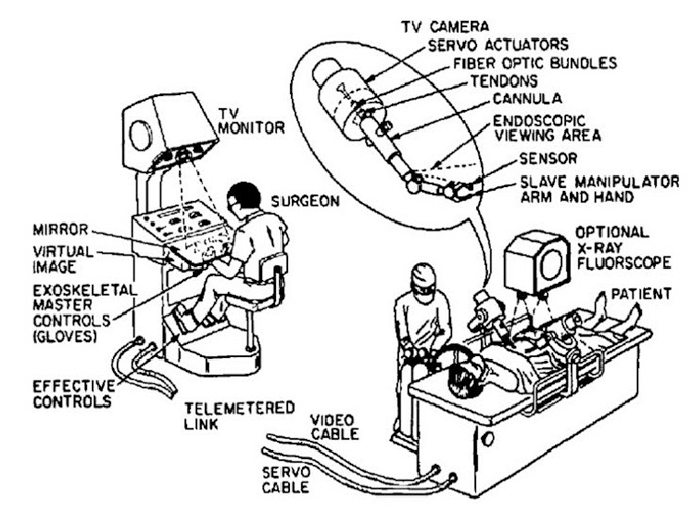 TV CAMERA
SERVO ACTUATORS
FIBER OPTIC BUNDLES
TENDONS
CANNULA
ENDOSCOPIC
VIEWING AREA
SENSOR
SLAVE MANIPULATOR
ARM AND HAND
TV
MONITOR
SURGEON
MIRROR
VIRTUAL
IMAGE
EXOSKELETAL
MASTER
CONTROLS
(GLOVES)
EFFECTIVE
CONTROLS
TELEMETERED
LINK
OPTIONAL
X-RAY
FLUORSCOPE
PATIENT
VIDEO
CABLE
SERVO
CABLE